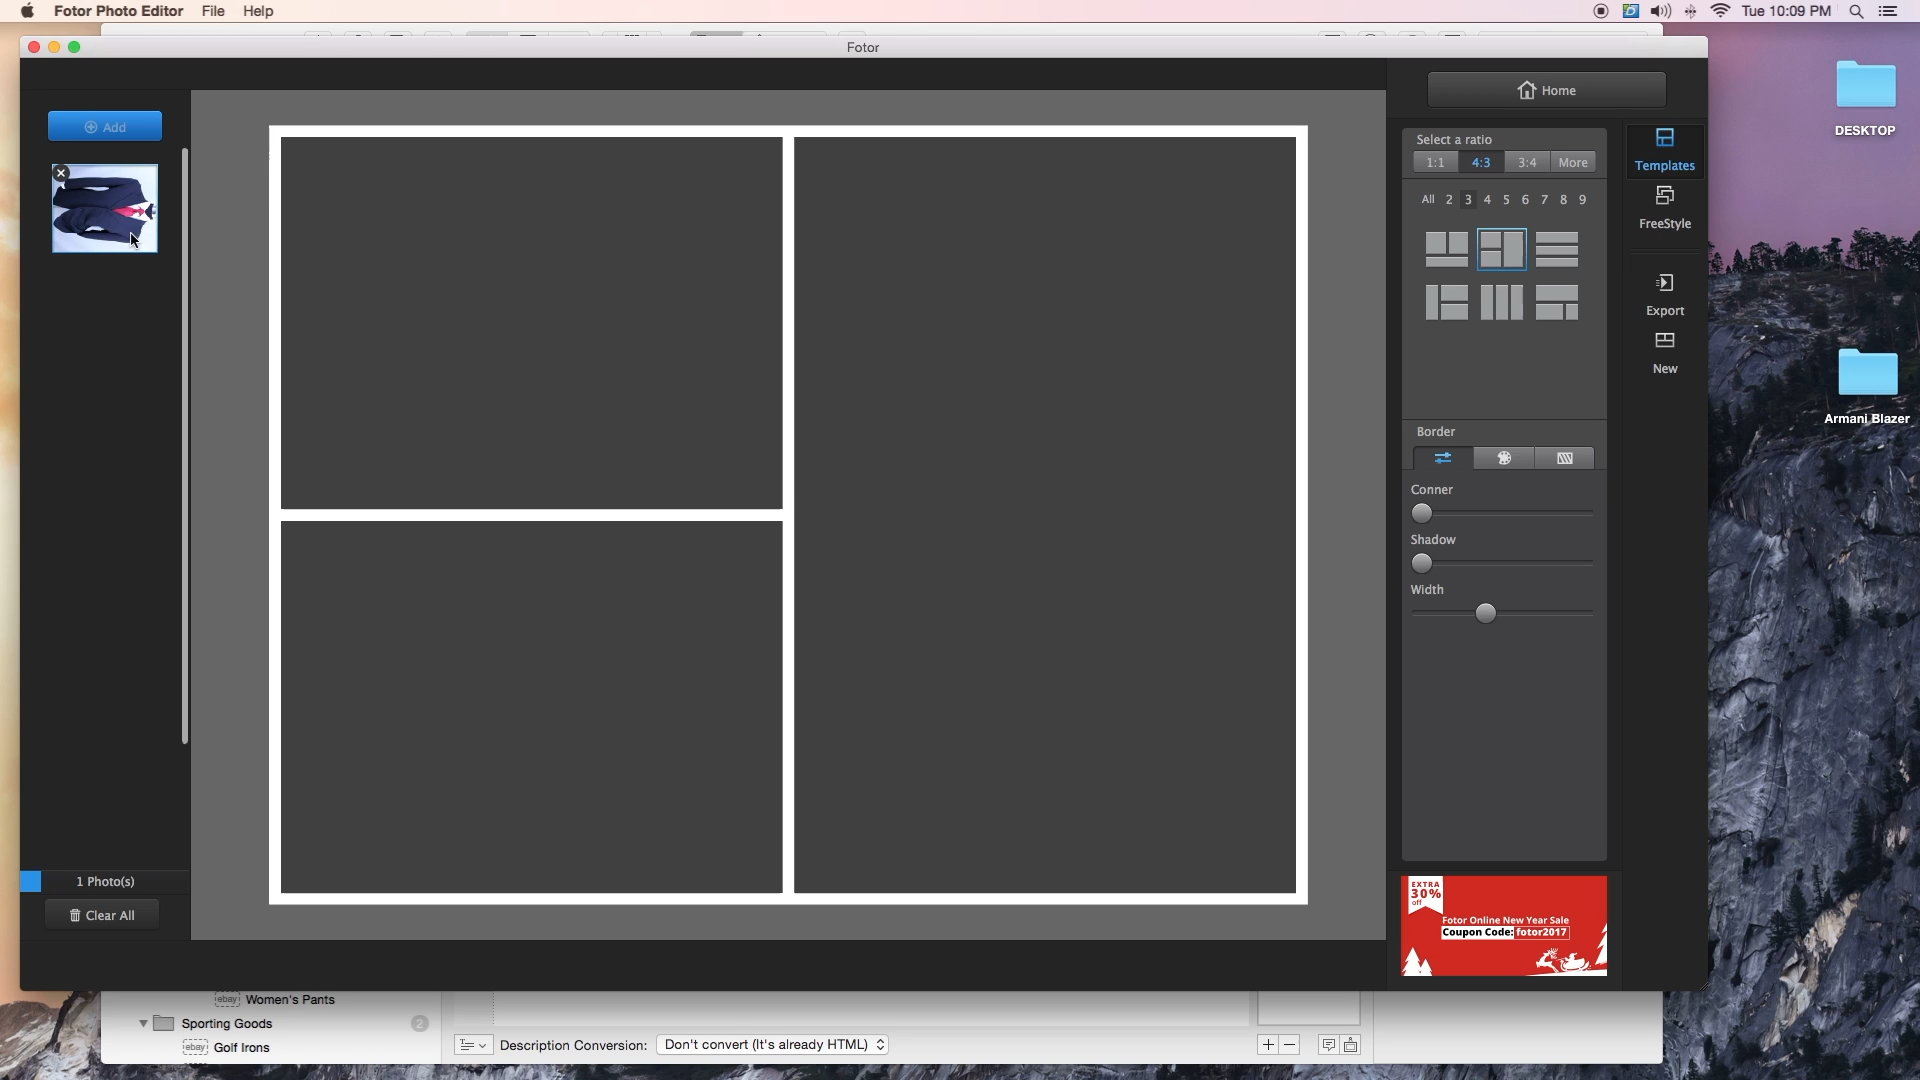 Fotor Photo Editor File Help
Tue 10:09 PM
Fotor
Add
Home
DESKTOP
Select a ratio
1:1 4:3 3:4 More
Templates
All 2 3 4 5 6 7 8 9
FreeStyle
Export
New
Armani Blazer
Border
Conner
Shadow
Width
1 Photo(s)
Clear All
EXTRA
30%
off
Fotor Online New Year Sale
Coupon Code: fotor2017
ebay Women's Pants
Sporting Goods 2
ebay Golf Irons
Description Conversion: Don't convert (It's already HTML)